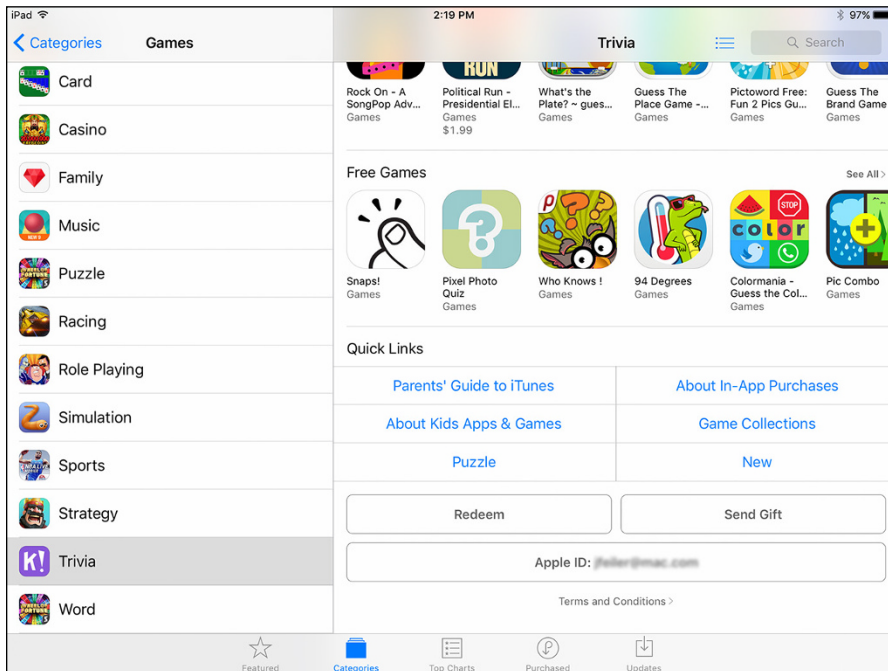 iPad 2:19 PM 97%
Categories Games Trivia Search
Card
Casino
Family
Music
Puzzle
Racing
Role Playing
Simulation
Sports
Strategy
Trivia
Word
RUN
Rock On - A SongPop Adv...
Games
Political Run - Presidential El...
Games
$1.99
What's the Plate? ~ gues...
Games
Guess The Place Game -...
Games
Pictoword Free: Fun 2 Pics Gu...
Games
Guess The Brand Game
Games
Free Games See All >
STOP
color
Snaps!
Games
Pixel Photo Quiz
Games
Who Knows !
Games
94 Degrees
Games
Colormania - Guess the Col...
Games
Pic Combo
Games
Quick Links
Parents' Guide to iTunes About In-App Purchases
About Kids Apps & Games Game Collections
Puzzle New
Redeem Send Gift
Apple ID:
Terms and Conditions >
Featured Categories Top Charts Purchased Updates